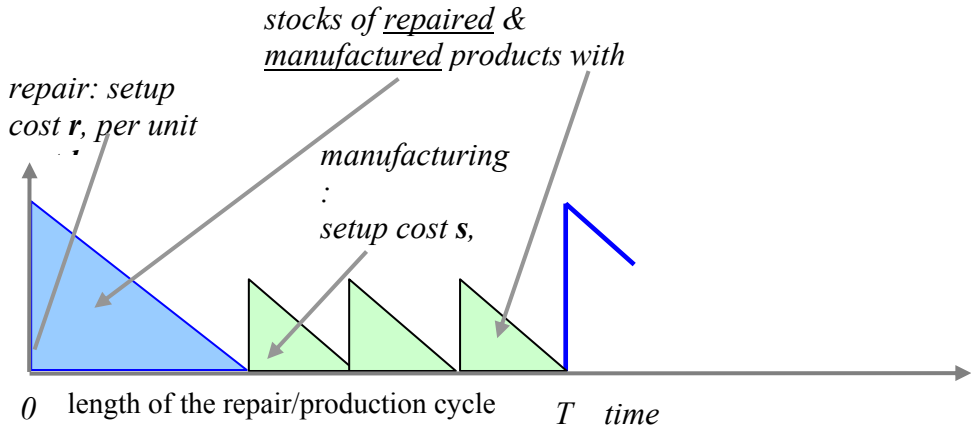 stocks of repaired &
manufactured products with
repair: setup
cost r, per unit
manufacturing
:
setup cost s,
0 length of the repair/production cycle T time